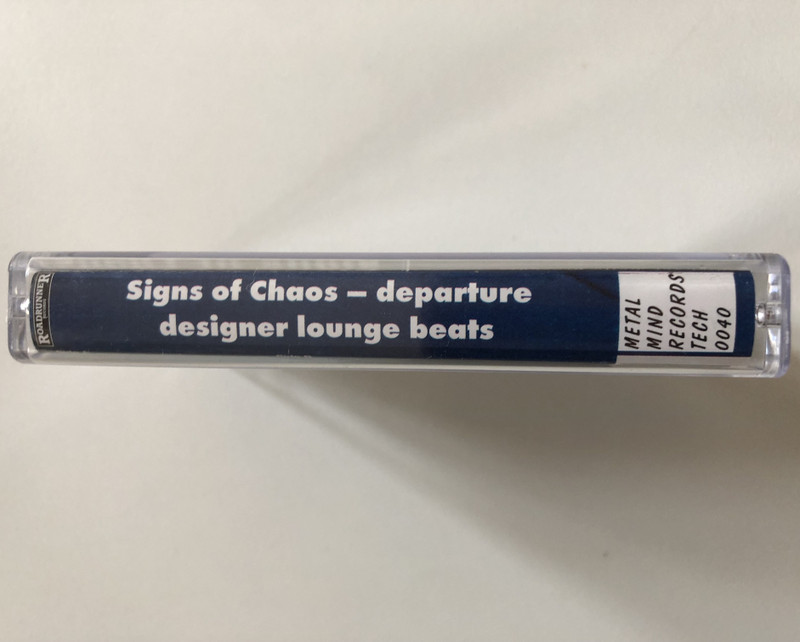 ROADRUNNER
Signs of Chaos – departure
designer lounge beats
METAL
MIND
RECORDS
TECH
0040